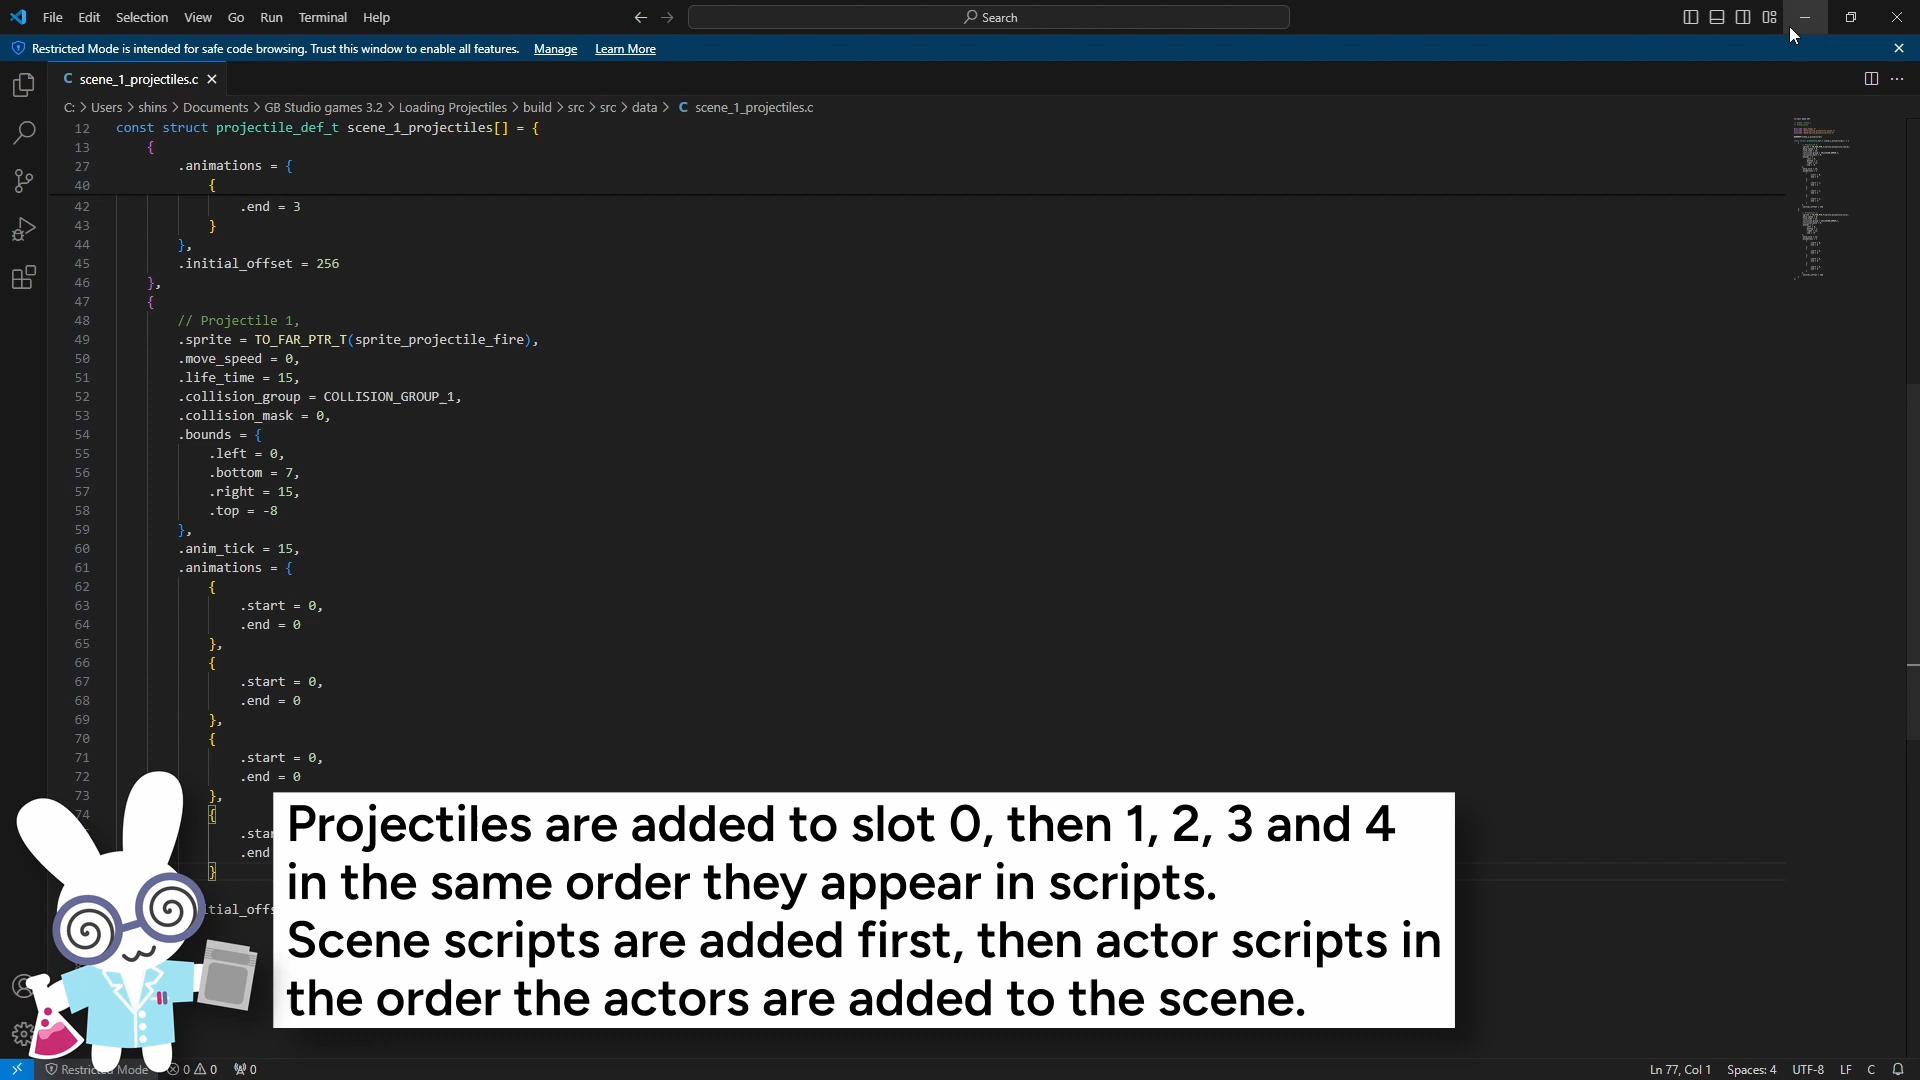 File Edit Selection View Go Run Terminal Help
Search
Restricted Mode is intended for safe code browsing. Trust this window to enable all features. Manage Learn More
C scene_1_projectiles.c
C: > Users > shins > Documents > GB Studio games 3.2 > Loading Projectiles > build > src > src > data > C scene_1_projectiles.c
12 const struct projectile_def_t scene_1_projectiles[] = {
13 {
27 .animations = {
40 {
42 .end = 3
43 }
44 },
45 .initial_offset = 256
46 },
47 {
48 // Projectile 1,
49 .sprite = TO_FAR_PTR_T(sprite_projectile_fire),
50 .move_speed = 0,
51 .life_time = 15,
52 .collision_group = COLLISION_GROUP_1,
53 .collision_mask = 0,
54 .bounds = {
55 .left = 0,
56 .bottom = 7,
57 .right = 15,
58 .top = -8
59 },
60 .anim_tick = 15,
61 .animations = {
62 {
63 .start = 0,
64 .end = 0
65 },
66 {
67 .start = 0,
68 .end = 0
69 },
70 {
71 .start = 0,
72 .end = 0
73 },
74 {
.star
.end
}
tial_offs
Projectiles are added to slot 0, then 1, 2, 3 and 4
in the same order they appear in scripts.
Scene scripts are added first, then actor scripts in
the order the actors are added to the scene.
Restricted Mode 0 0 0 Ln 77, Col 1 Spaces: 4 UTF-8 LF C